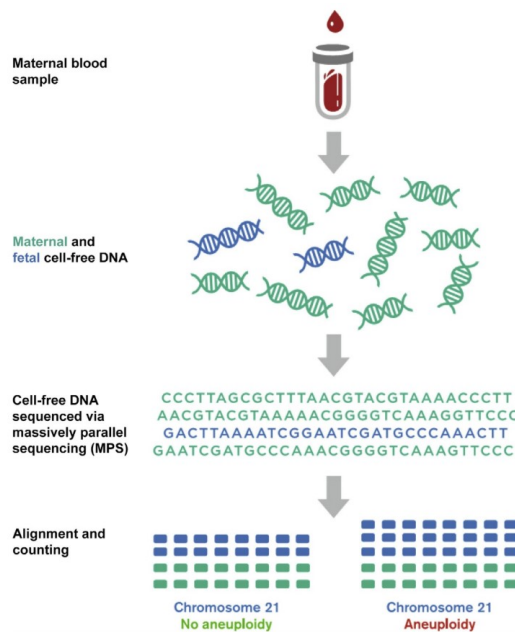 Maternal blood
sample
Maternal and
fetal cell-free DNA
Cell-free DNA
sequenced via
massively parallel
sequencing (MPS)
CCCTTAGCGCTTTAACGTACGTAAAACCCTT
AACGTACGTAAAAACGGGGTCAAAGGTTCCC
GACTTAAAATCGGAATCGATGCCCAAACTT
GAATCGATGCCCAAACGGGGTCAAAGTTCCC
Alignment and
counting
Chromosome 21
No aneuploidy
Chromosome 21
Aneuploidy